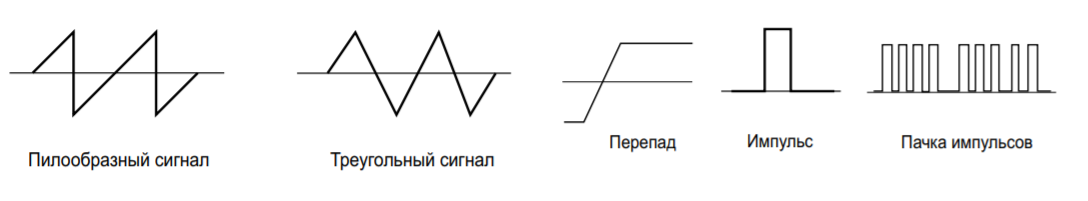 Пилообразный сигнал
Треугольный сигнал
Перепад
Импульс
Пачка импульсов